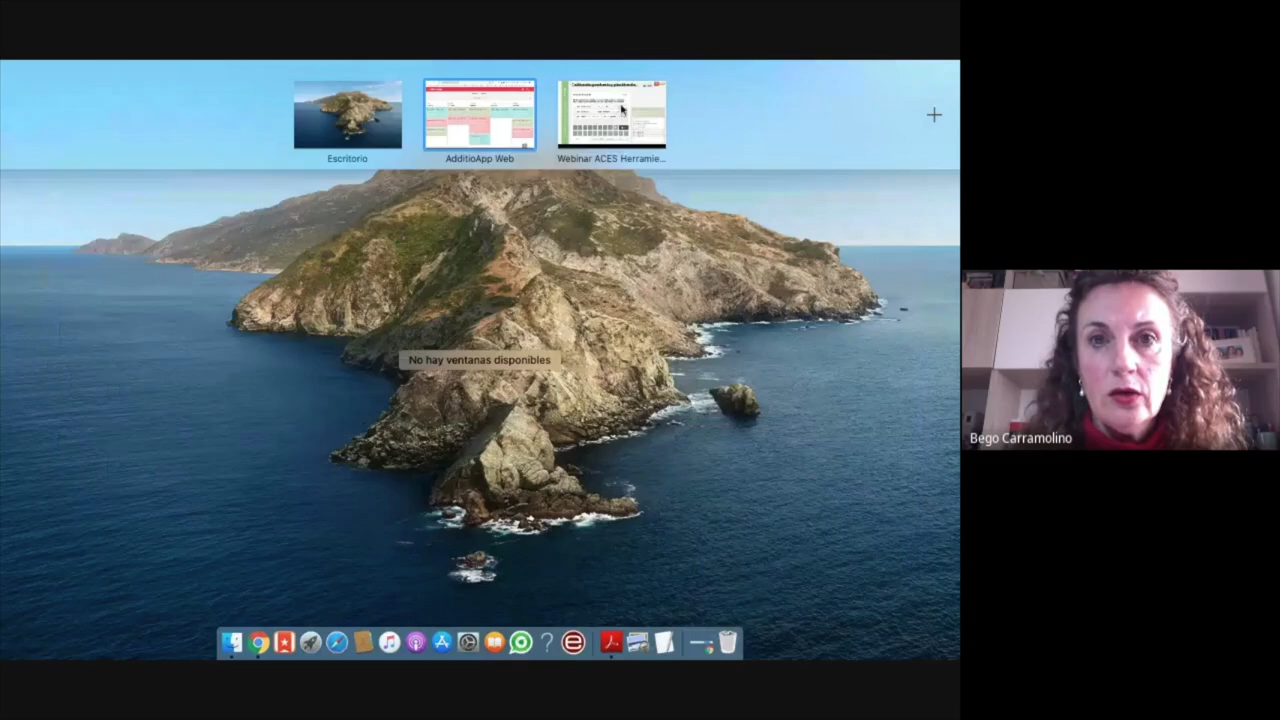 Escritorio
AdditioApp Web
Webinar ACES Herramie...
No hay ventanas disponibles
Bego Carramolino